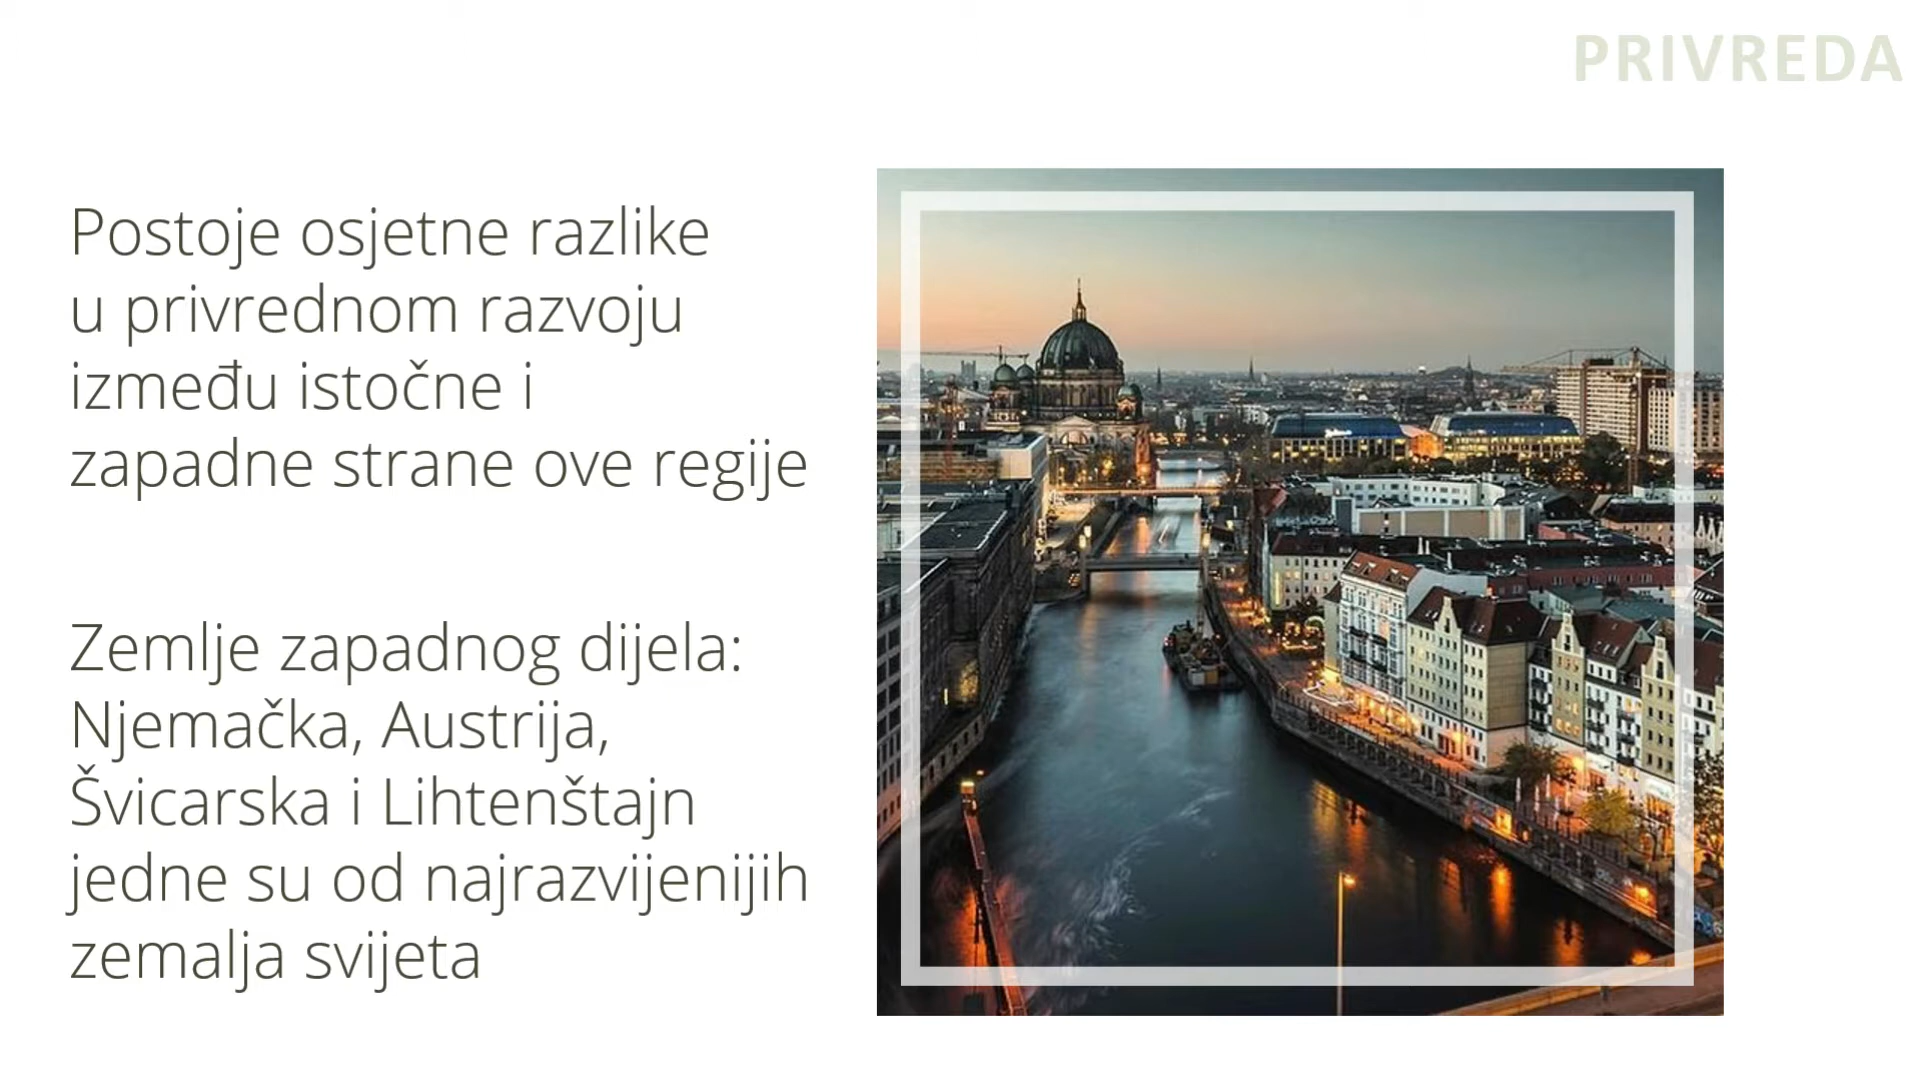 PRIVREDA
Postoje osjetne razlike
u privrednom razvoju
između istočne i
zapadne strane ove regije
Zemlje zapadnog dijela:
Njemačka, Austrija,
Švicarska i Lihtenštajn
jedne su od najrazvijenijih
zemalja svijeta